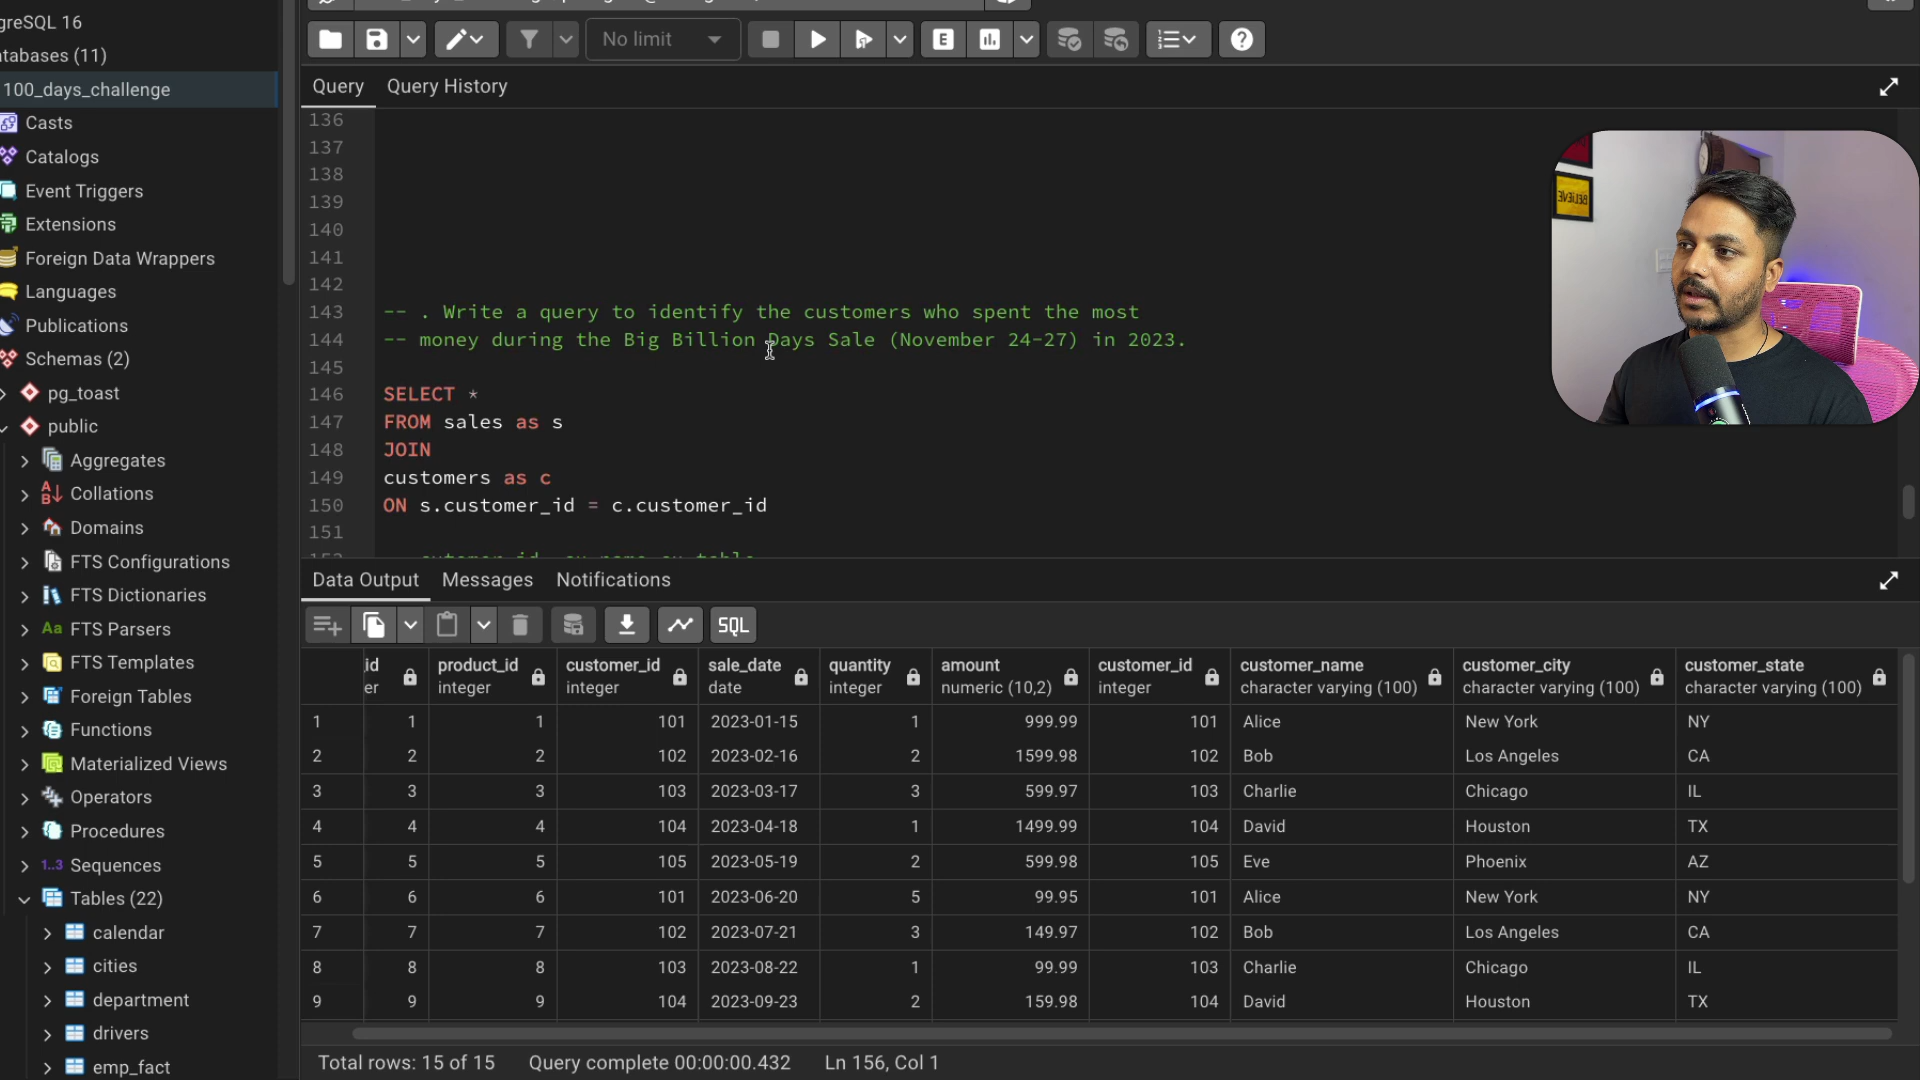 greSQL 16
atabases (11)
100_days_challenge
Casts
Catalogs
Event Triggers
Extensions
Foreign Data Wrappers
Languages
Publications
Schemas (2)
pg_toast
public
Aggregates
Collations
Domains
FTS Configurations
FTS Dictionaries
Aa FTS Parsers
FTS Templates
Foreign Tables
Functions
Materialized Views
Operators
Procedures
1..3 Sequences
Tables (22)
calendar
cities
department
drivers
emp_fact
No limit
E
Query Query History
136
137
138
139
140
141
142
143 -- . Write a query to identify the customers who spent the most
144 -- money during the Big Billion Days Sale (November 24-27) in 2023.
145
146 SELECT *
147 FROM sales as s
148 JOIN
149 customers as c
150 ON s.customer_id = c.customer_id
151
BELIEVE
Data Output Messages Notifications
SQL
id er product_id integer customer_id integer sale_date date quantity integer amount numeric (10,2) customer_id integer customer_name character varying (100) customer_city character varying (100) customer_state character varying (100)
1 1 1 101 2023-01-15 1 999.99 101 Alice New York NY
2 2 2 102 2023-02-16 2 1599.98 102 Bob Los Angeles CA
3 3 3 103 2023-03-17 3 599.97 103 Charlie Chicago IL
4 4 4 104 2023-04-18 1 1499.99 104 David Houston TX
5 5 5 105 2023-05-19 2 599.98 105 Eve Phoenix AZ
6 6 6 101 2023-06-20 5 99.95 101 Alice New York NY
7 7 7 102 2023-07-21 3 149.97 102 Bob Los Angeles CA
8 8 8 103 2023-08-22 1 99.99 103 Charlie Chicago IL
9 9 9 104 2023-09-23 2 159.98 104 David Houston TX
Total rows: 15 of 15 Query complete 00:00:00.432 Ln 156, Col 1